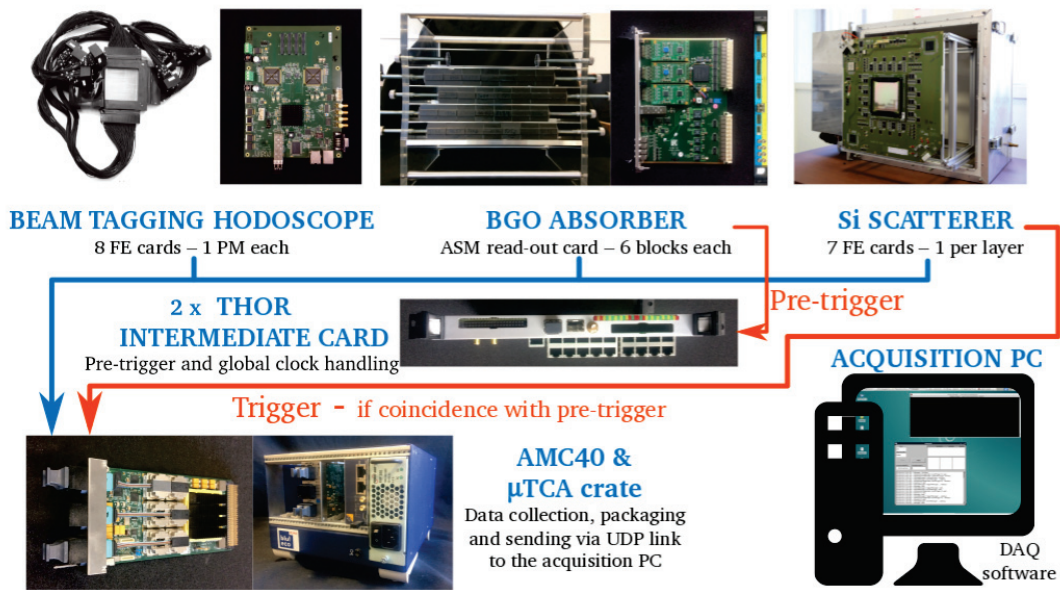 BEAM TAGGING HODOSCOPE
8 FE cards – 1 PM each
BGO ABSORBER
ASM read-out card – 6 blocks each
Si SCATTERER
7 FE cards – 1 per layer
2 x THOR
INTERMEDIATE CARD
Pre-trigger and global clock handling
Pre-trigger
ACQUISITION PC
Trigger - if coincidence with pre-trigger
AMC40 &
µTCA crate
Data collection, packaging
and sending via UDP link
to the acquisition PC
DAQ
software